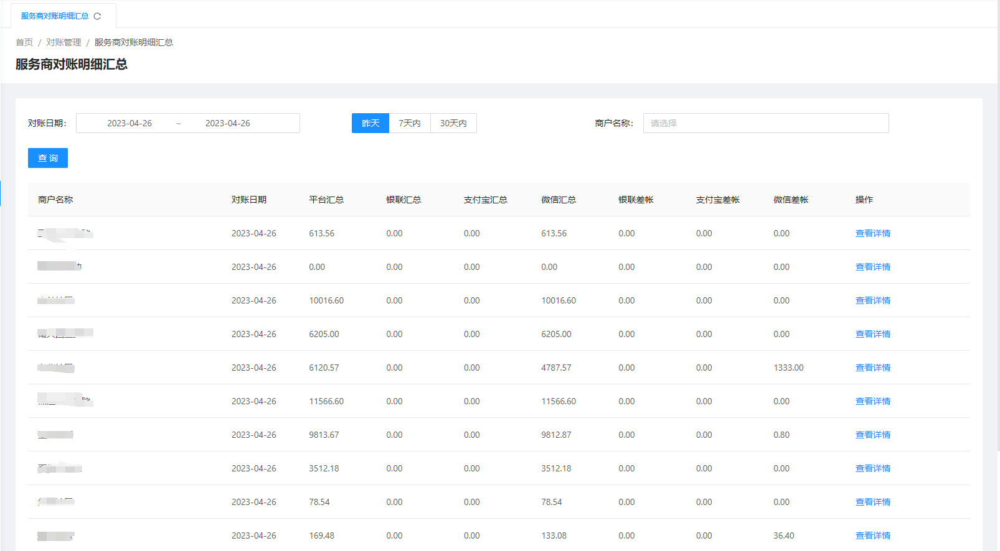 服务商对账明细汇总
首页 / 对账管理 / 服务商对账明细汇总
服务商对账明细汇总
对账日期： 2023-04-26 ~ 2023-04-26 昨天 7天内 30天内 商户名称： 请选择
查 询
商户名称 对账日期 平台汇总 银联汇总 支付宝汇总 微信汇总 银联差帐 支付宝差帐 微信差帐 操作
2023-04-26 613.56 0.00 0.00 613.56 0.00 0.00 0.00 查看详情
2023-04-26 0.00 0.00 0.00 0.00 0.00 0.00 0.00 查看详情
2023-04-26 10016.60 0.00 0.00 10016.60 0.00 0.00 0.00 查看详情
2023-04-26 6205.00 0.00 0.00 6205.00 0.00 0.00 0.00 查看详情
2023-04-26 6120.57 0.00 0.00 4787.57 0.00 0.00 1333.00 查看详情
2023-04-26 11566.60 0.00 0.00 11566.60 0.00 0.00 0.00 查看详情
2023-04-26 9813.67 0.00 0.00 9812.87 0.00 0.00 0.80 查看详情
2023-04-26 3512.18 0.00 0.00 3512.18 0.00 0.00 0.00 查看详情
2023-04-26 78.54 0.00 0.00 78.54 0.00 0.00 0.00 查看详情
2023-04-26 169.48 0.00 0.00 133.08 0.00 0.00 36.40 查看详情